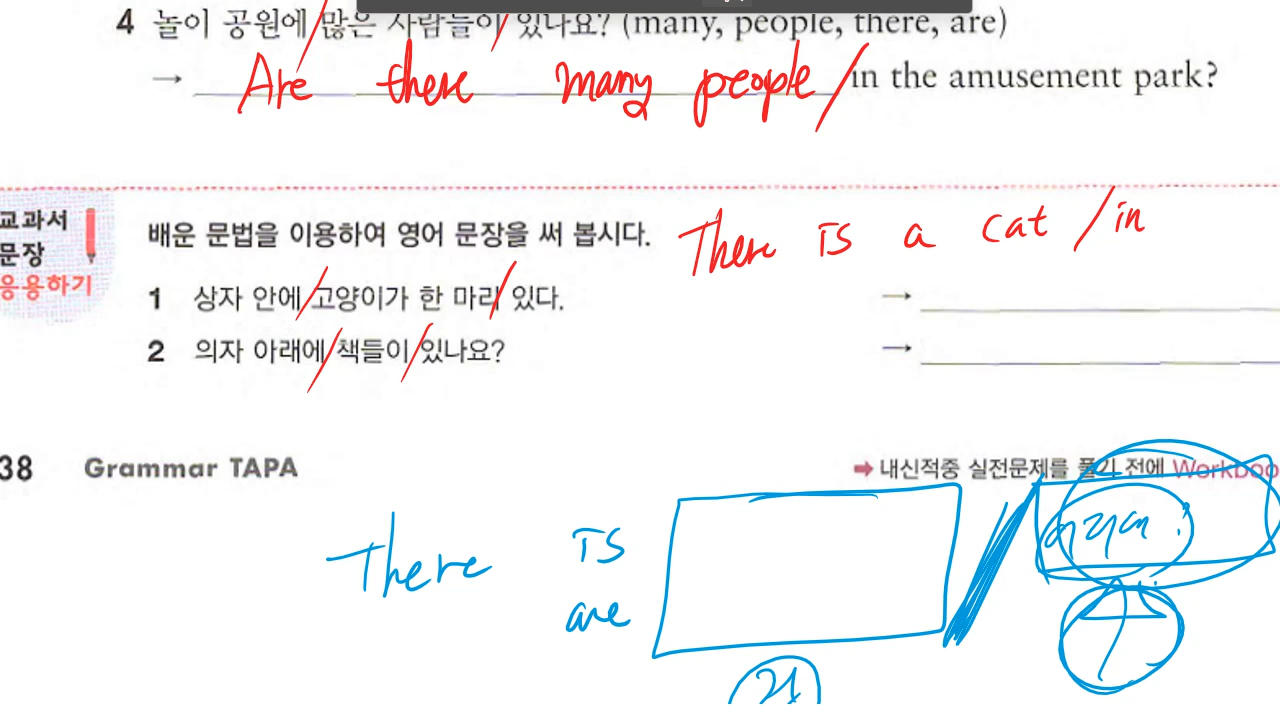 4 놀이 공원에 / 많은 사람들이 / 있나요? (many, people, there, are)
→ Are there many people / in the amusement park?
교과서
문장
응용하기
배운 문법을 이용하여 영어 문장을 써 봅시다. There is a cat / in
1 상자 안에 / 고양이가 한 마리 / 있다. →
2 의자 아래에 / 책들이 / 있나요? →
38 Grammar TAPA
➡ 내신적중 실전문제를 풀기 전에 Workboo
There is
are